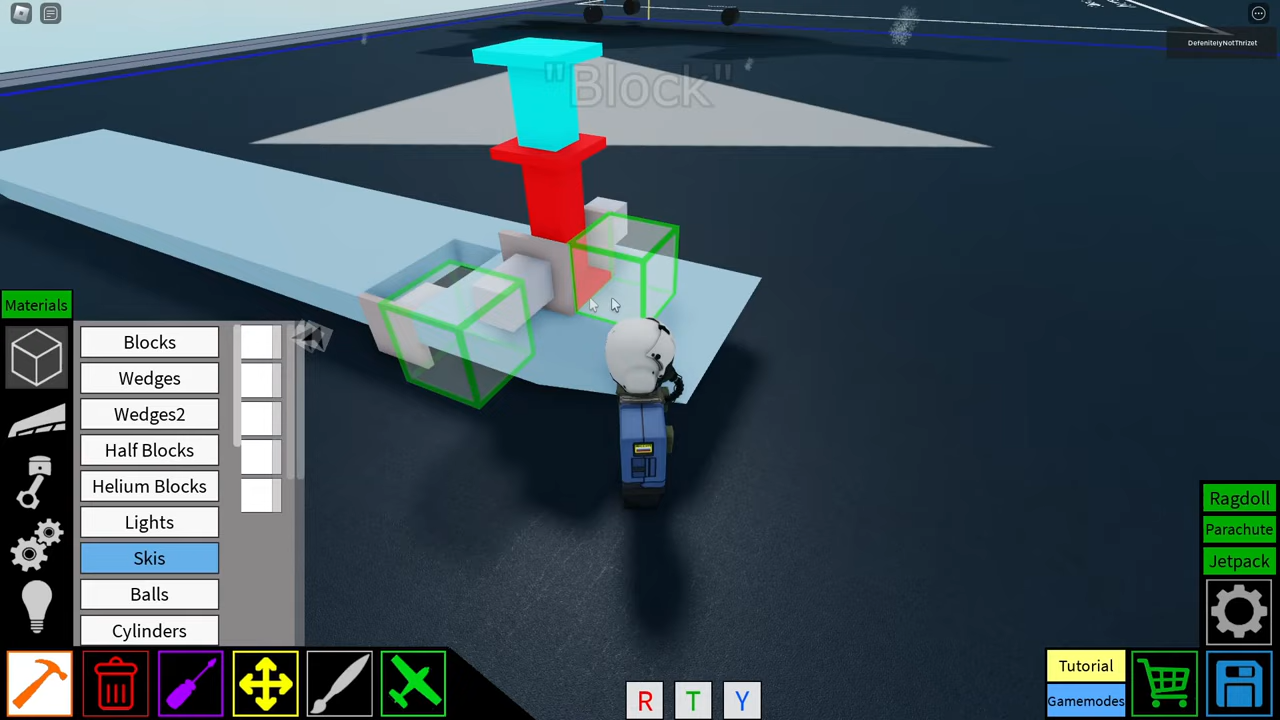 DefenitelyNotThrizet
"Block"
Materials
Blocks
Wedges
Wedges2
Half Blocks
Helium Blocks
Lights
Skis
Balls
Cylinders
Ragdoll
Parachute
Jetpack
Tutorial
Gamemodes
R T Y